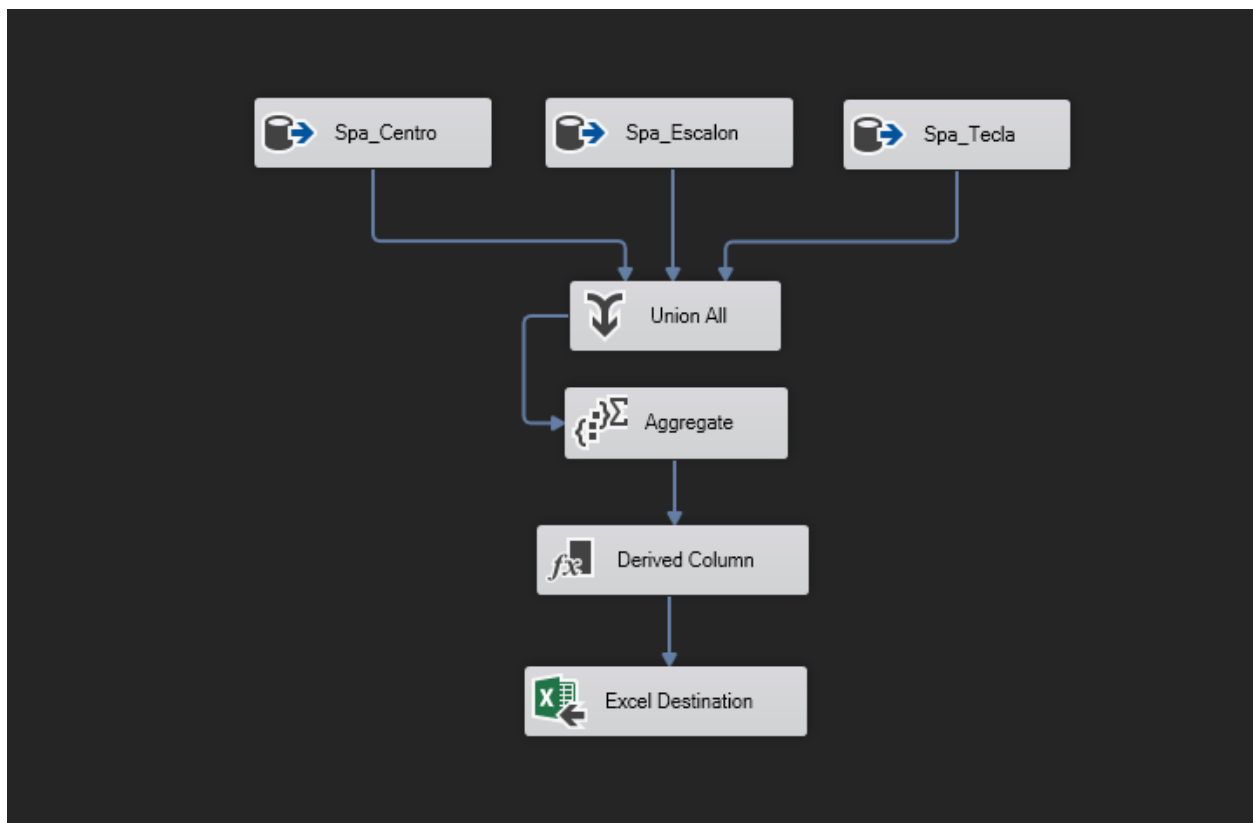 Spa_Centro
Spa_Escalon
Spa_Tecla
Union All
Aggregate
Derived Column
Excel Destination